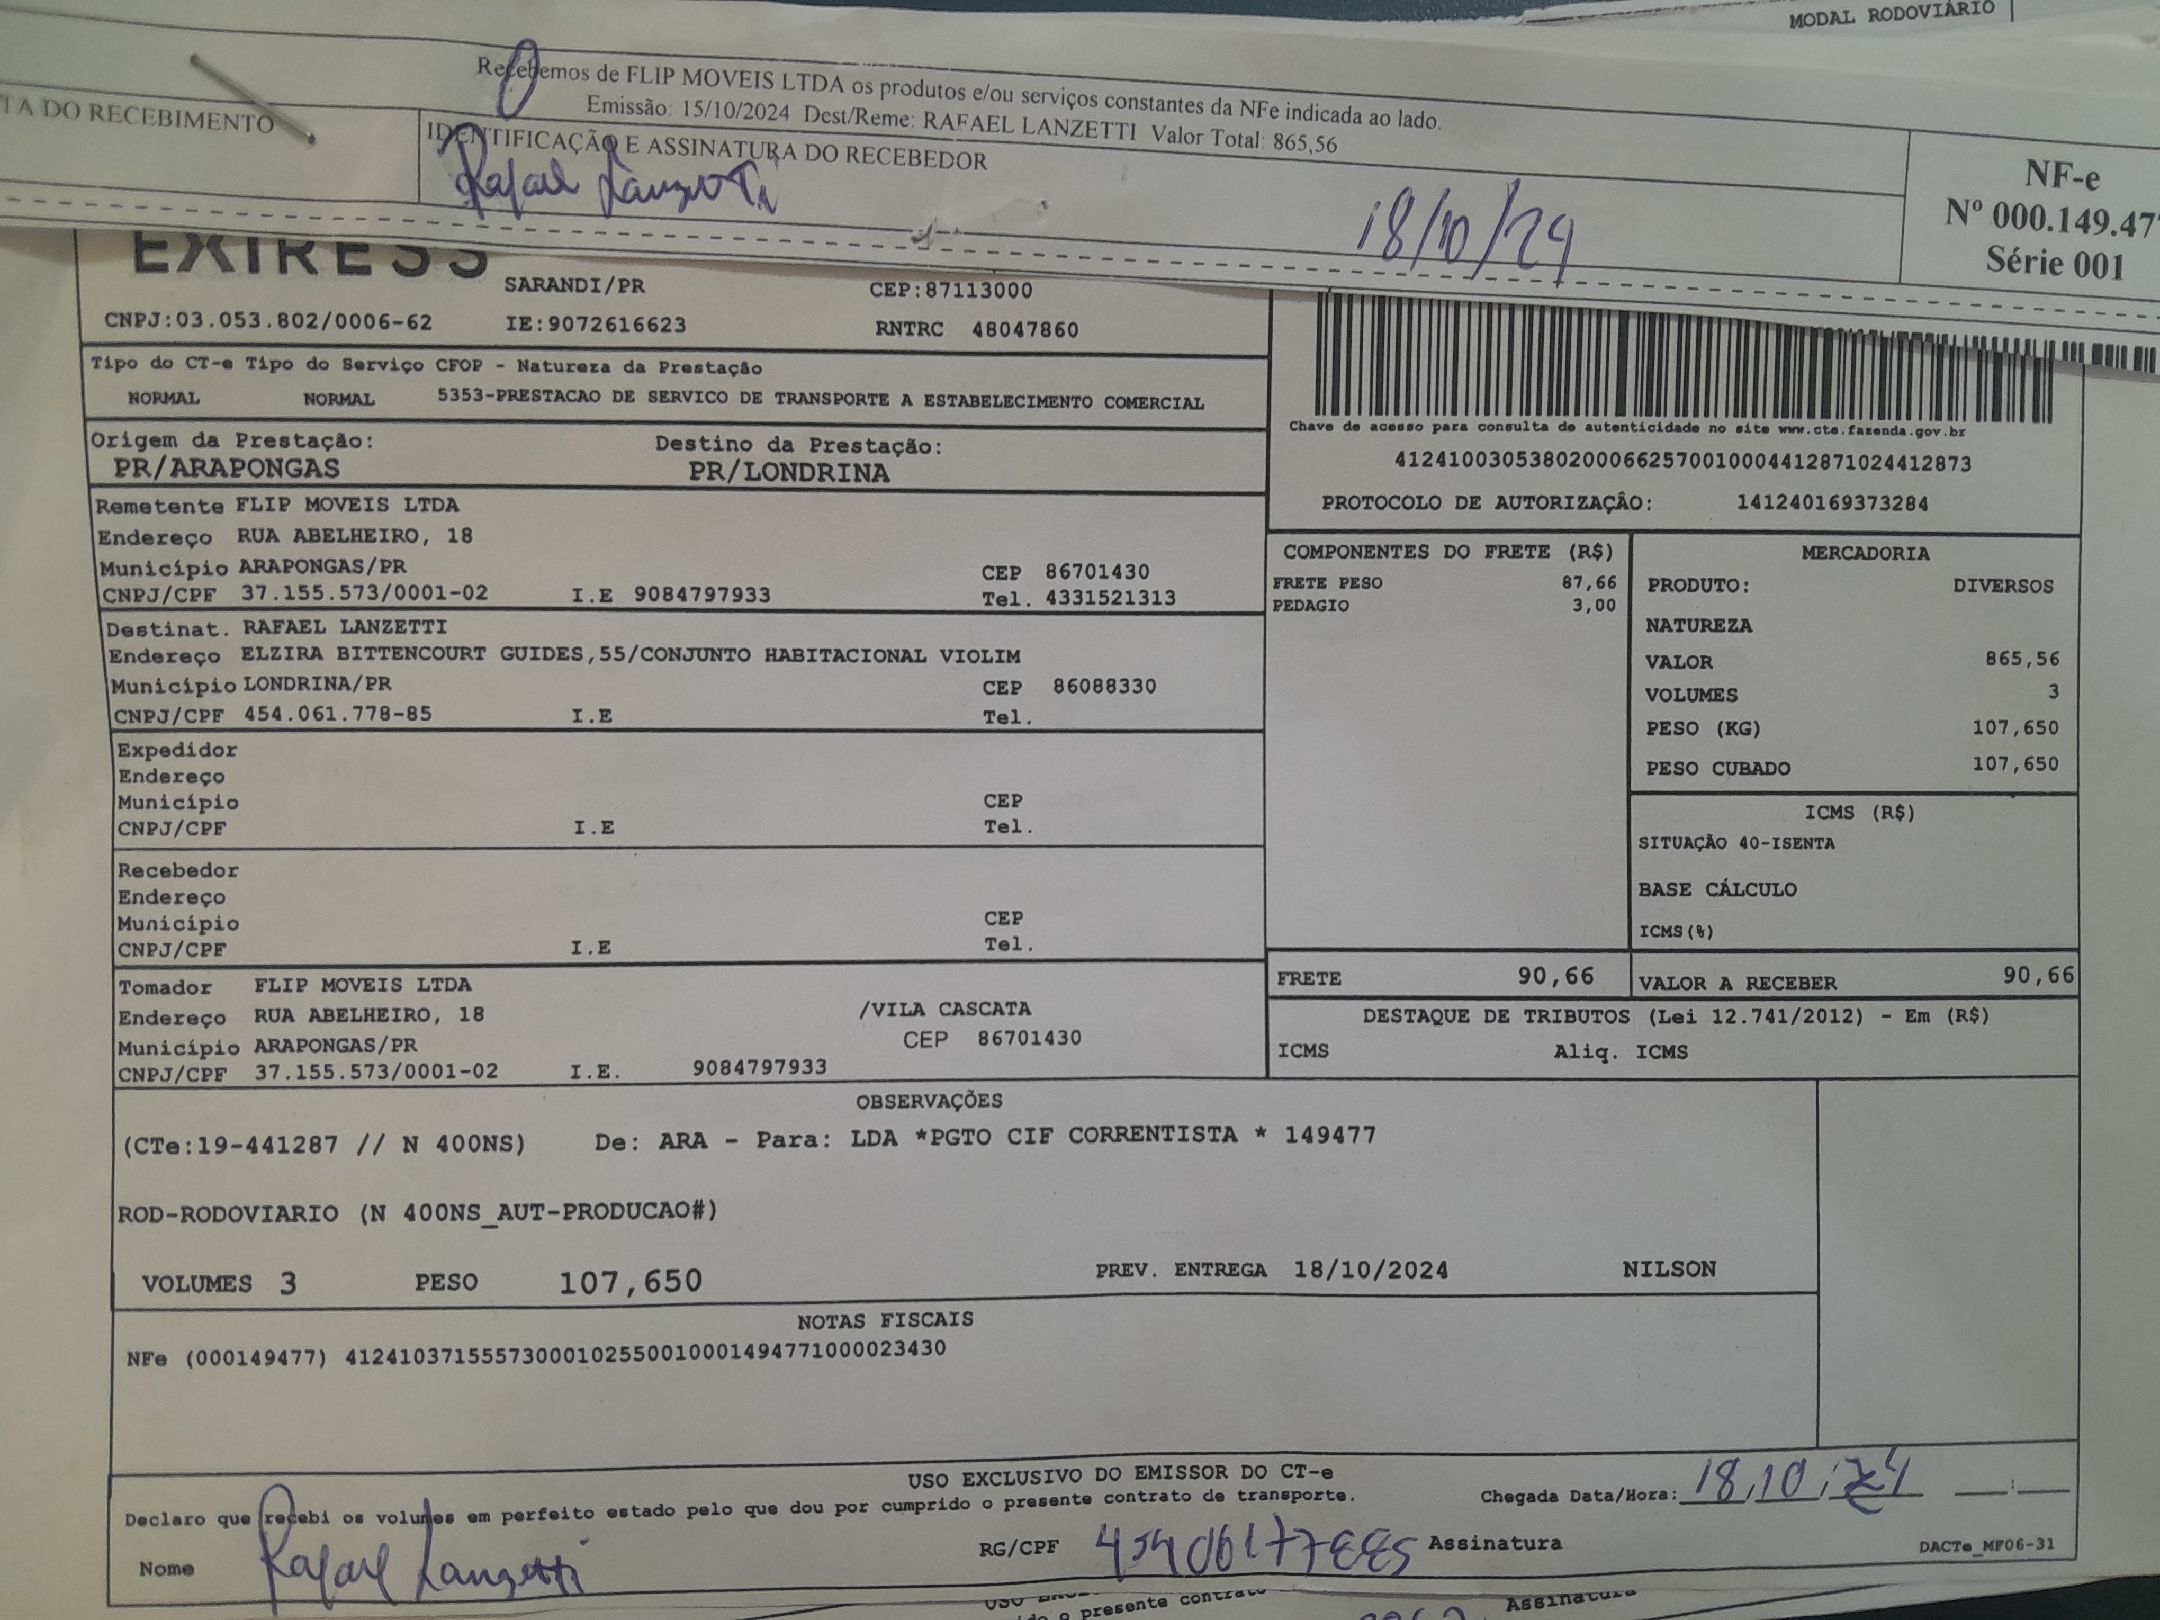 MODAL RODOVIÁRIO
Recebemos de FLIP MOVEIS LTDA os produtos e/ou serviços constantes da NFe indicada ao lado.
Emissão: 15/10/2024 Dest/Reme: RAFAEL LANZETTI Valor Total: 865,56
TA DO RECEBIMENTO
IDENTIFICAÇÃO E ASSINATURA DO RECEBEDOR
Rafael Lanzetti
18/10/24
NF-e
Nº 000.149.47
Série 001
EXPRESS
SARANDI/PR CEP:87113000
CNPJ:03.053.802/0006-62 IE:9072616623 RNTRC 48047860
Tipo do CT-e Tipo do Serviço CFOP - Natureza da Prestação
NORMAL NORMAL 5353-PRESTACAO DE SERVICO DE TRANSPORTE A ESTABELECIMENTO COMERCIAL
Chave de acesso para consulta de autenticidade no site www.cte.fazenda.gov.br
41241003053802000662570010004412871024412873
PROTOCOLO DE AUTORIZAÇÂO: 141240169373284
Origem da Prestação: Destino da Prestação:
PR/ARAPONGAS PR/LONDRINA
Remetente FLIP MOVEIS LTDA
Endereço RUA ABELHEIRO, 18
Município ARAPONGAS/PR CEP 86701430
CNPJ/CPF 37.155.573/0001-02 I.E 9084797933 Tel. 4331521313
Destinat. RAFAEL LANZETTI
Endereço ELZIRA BITTENCOURT GUIDES,55/CONJUNTO HABITACIONAL VIOLIM
Município LONDRINA/PR CEP 86088330
CNPJ/CPF 454.061.778-85 I.E Tel.
Expedidor
Endereço
Município CEP
CNPJ/CPF I.E Tel.
Recebedor
Endereço
Município CEP
CNPJ/CPF I.E Tel.
Tomador FLIP MOVEIS LTDA
Endereço RUA ABELHEIRO, 18 /VILA CASCATA
Município ARAPONGAS/PR CEP 86701430
CNPJ/CPF 37.155.573/0001-02 I.E. 9084797933
COMPONENTES DO FRETE (R$)
FRETE PESO 87,66
PEDAGIO 3,00
MERCADORIA
PRODUTO: DIVERSOS
NATUREZA
VALOR 865,56
VOLUMES 3
PESO (KG) 107,650
PESO CUBADO 107,650
ICMS (R$)
SITUAÇÃO 40-ISENTA
BASE CÁLCULO
ICMS(%)
FRETE 90,66 VALOR A RECEBER 90,66
DESTAQUE DE TRIBUTOS (Lei 12.741/2012) - Em (R$)
ICMS Aliq. ICMS
OBSERVAÇÕES
(CTe:19-441287 // N 400NS) De: ARA - Para: LDA *PGTO CIF CORRENTISTA * 149477
ROD-RODOVIARIO (N 400NS_AUT-PRODUCAO#)
VOLUMES 3 PESO 107,650 PREV. ENTREGA 18/10/2024 NILSON
NOTAS FISCAIS
NFe (000149477) 41241037155573000102550010001494771000023430
USO EXCLUSIVO DO EMISSOR DO CT-e
Declaro que recebi os volumes em perfeito estado pelo que dou por cumprido o presente contrato de transporte. Chegada Data/Hora: 18/10/24 :
Nome Rafael Lanzetti RG/CPF 45406177885 Assinatura
DACTe_MF06-31
o presente contrato Assinatura